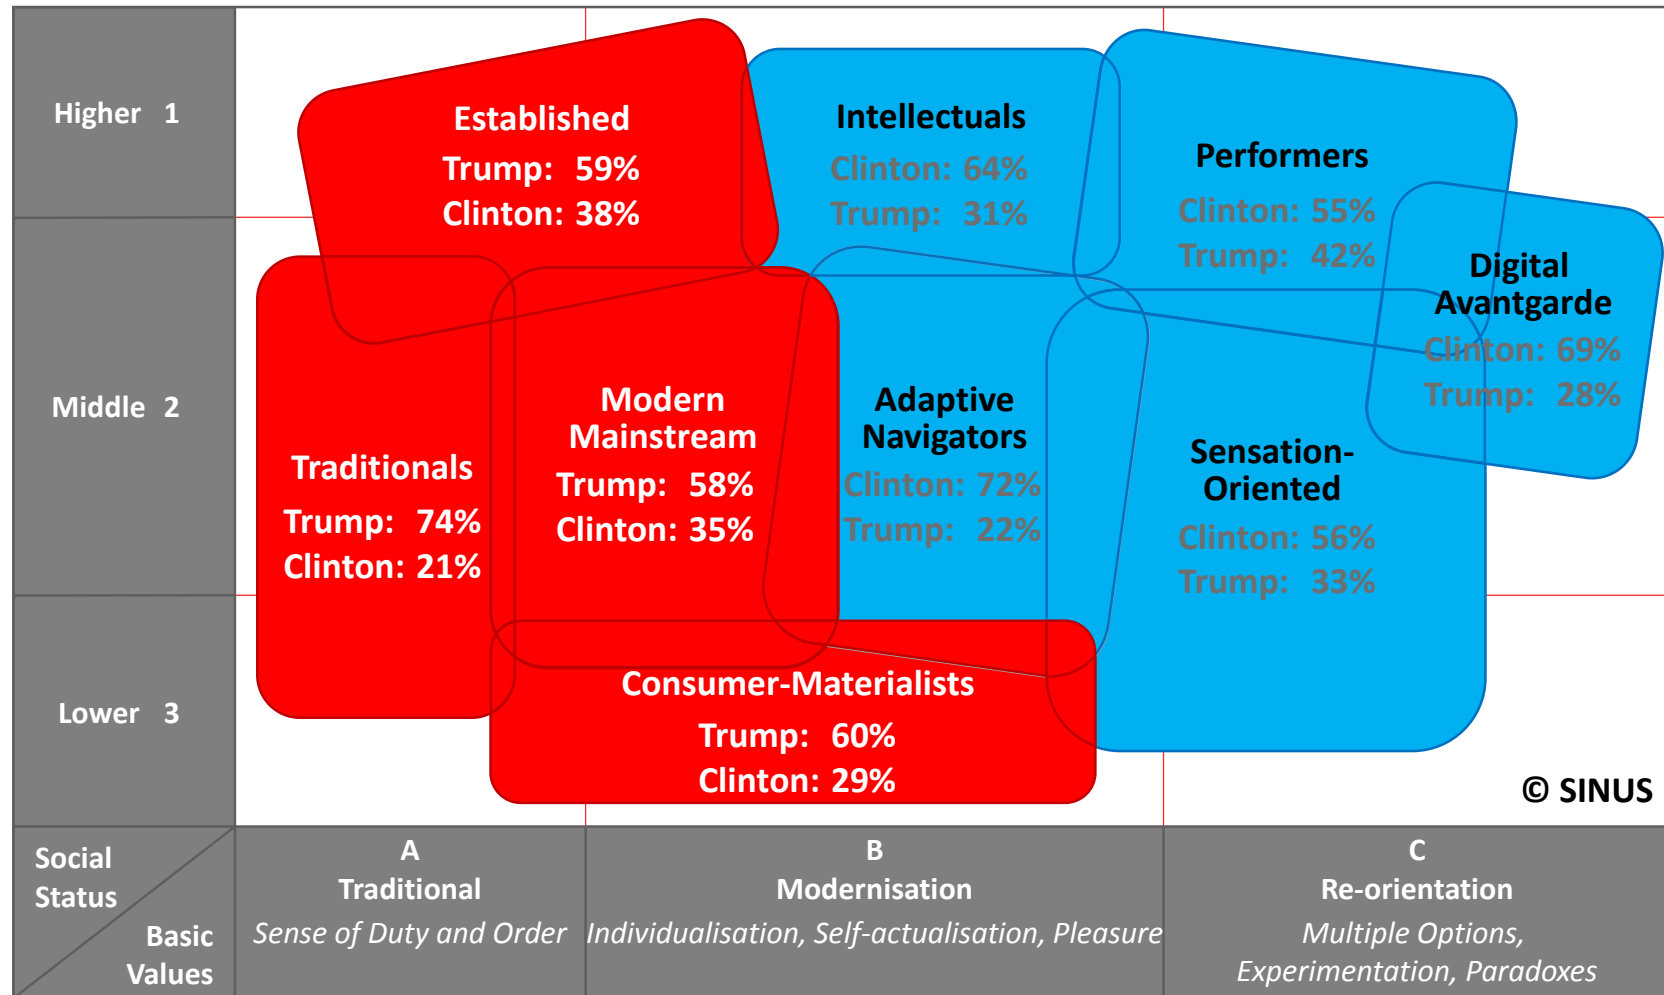 Higher 1
Middle 2
Lower 3
Established
Trump: 59%
Clinton: 38%
Intellectuals
Clinton: 64%
Trump: 31%
Performers
Clinton: 55%
Trump: 42%
Digital
Avantgarde
Clinton: 69%
Trump: 28%
Traditionals
Trump: 74%
Clinton: 21%
Modern
Mainstream
Trump: 58%
Clinton: 35%
Adaptive
Navigators
Clinton: 72%
Trump: 22%
Sensation-
Oriented
Clinton: 56%
Trump: 33%
Consumer-Materialists
Trump: 60%
Clinton: 29%
© SINUS
Social
Status
Basic
Values
A
Traditional
Sense of Duty and Order
B
Modernisation
Individualisation, Self-actualisation, Pleasure
C
Re-orientation
Multiple Options,
Experimentation, Paradoxes